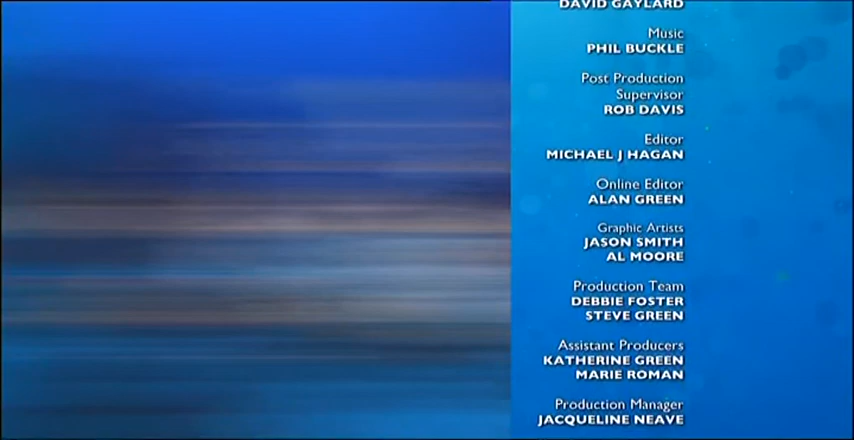 DAVID GAYLARD
Music
PHIL BUCKLE
Post Production
Supervisor
ROB DAVIS
Editor
MICHAEL J HAGAN
Online Editor
ALAN GREEN
Graphic Artists
JASON SMITH
AL MOORE
Production Team
DEBBIE FOSTER
STEVE GREEN
Assistant Producers
KATHERINE GREEN
MARIE ROMAN
Production Manager
JACQUELINE NEAVE